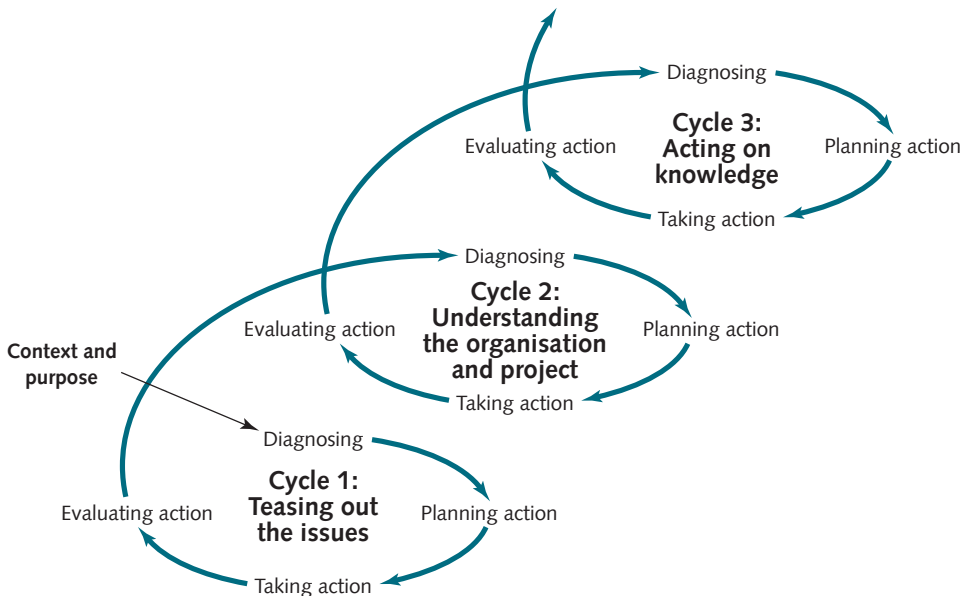 Diagnosing
Cycle 3:
Acting on
knowledge
Evaluating action
Planning action
Taking action
Diagnosing
Cycle 2:
Understanding
the organisation
and project
Evaluating action
Planning action
Taking action
Context and
purpose
Diagnosing
Cycle 1:
Teasing out
the issues
Evaluating action
Planning action
Taking action